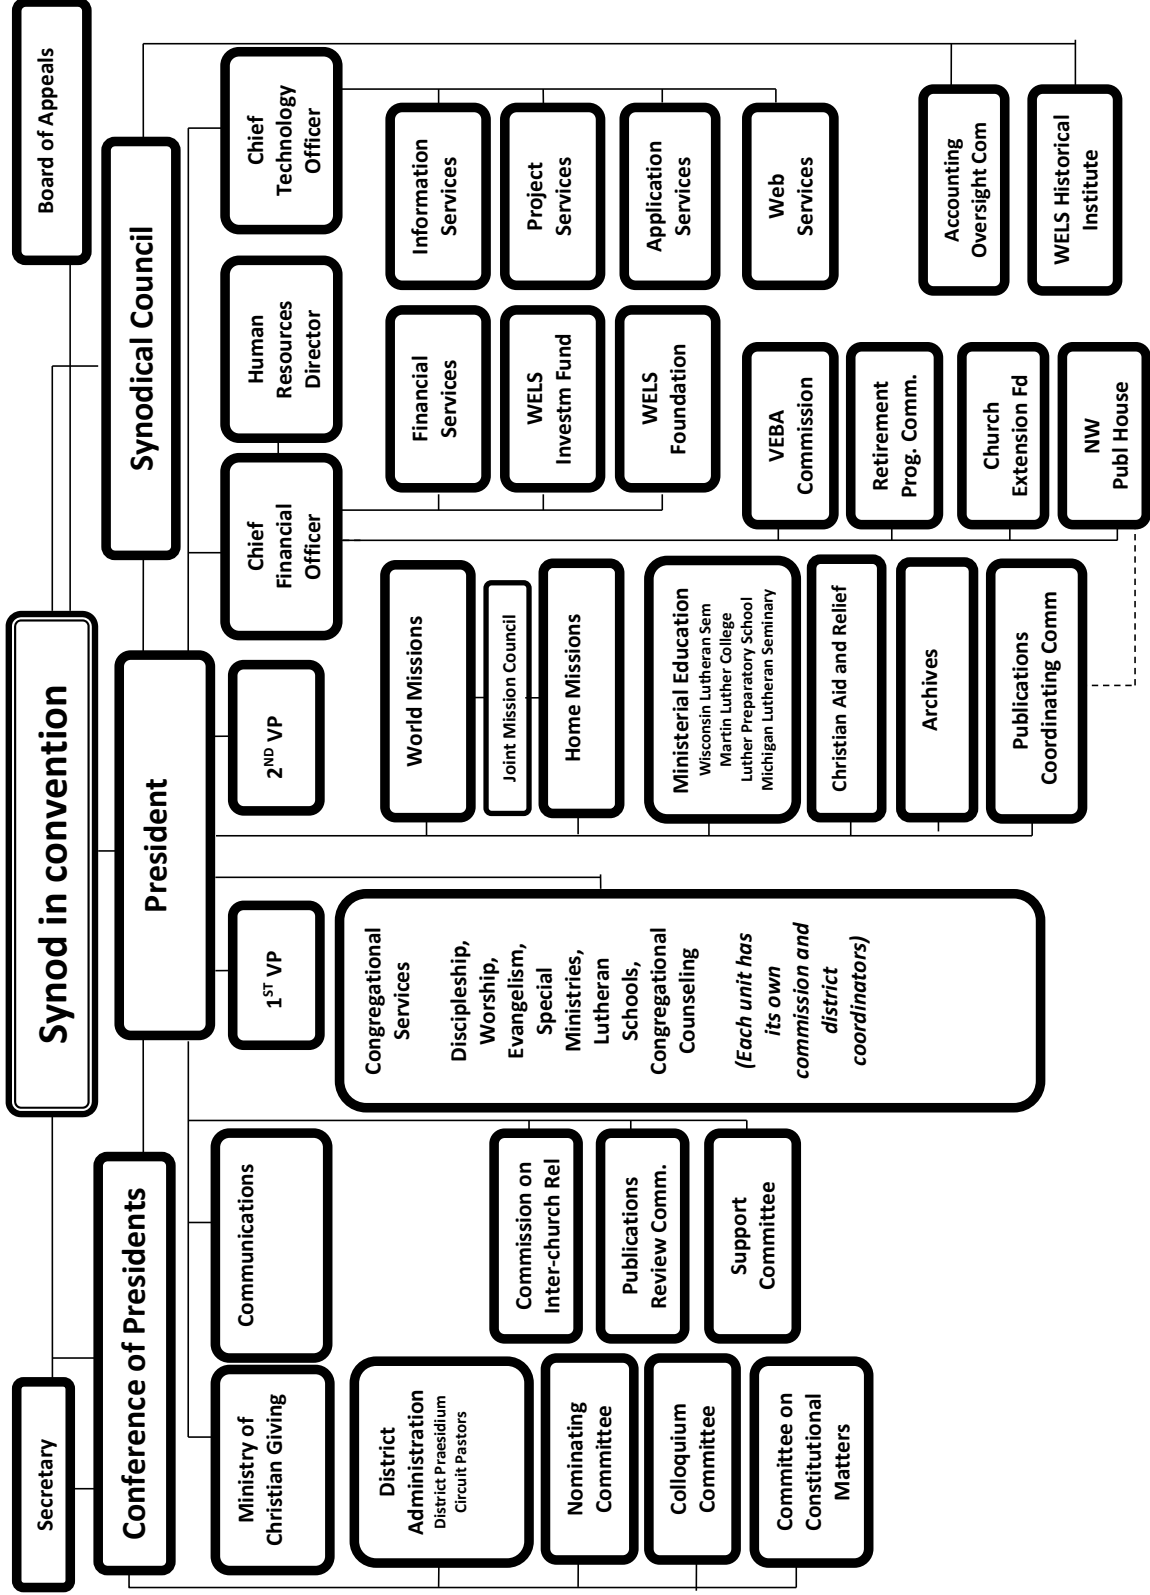 Synod in convention
Secretary
Board of Appeals
Conference of Presidents
President
Synodical Council
Ministry of
Christian Giving
Communications
1ST VP
2ND VP
Chief
Financial
Officer
Human
Resources
Director
Chief
Technology
Officer
District
Administration
District Praesidium
Circuit Pastors
Nominating
Committee
Colloquium
Committee
Committee on
Constitutional
Matters
Commission on
Inter-church Rel
Publications
Review Comm.
Support
Committee
Congregational
Services
Discipleship,
Worship,
Evangelism,
Special
Ministries,
Lutheran
Schools,
Congregational
Counseling
(Each unit has
its own
commission and
district
coordinators)
World Missions
Joint Mission Council
Home Missions
Ministerial Education
Wisconsin Lutheran Sem
Martin Luther College
Luther Preparatory School
Michigan Lutheran Seminary
Christian Aid and Relief
Archives
Publications
Coordinating Comm
Financial
Services
WELS
Investm Fund
WELS
Foundation
VEBA
Commission
Retirement
Prog. Comm.
Church
Extension Fd
NW
Publ House
Information
Services
Project
Services
Application
Services
Web
Services
Accounting
Oversight Com
WELS Historical
Institute